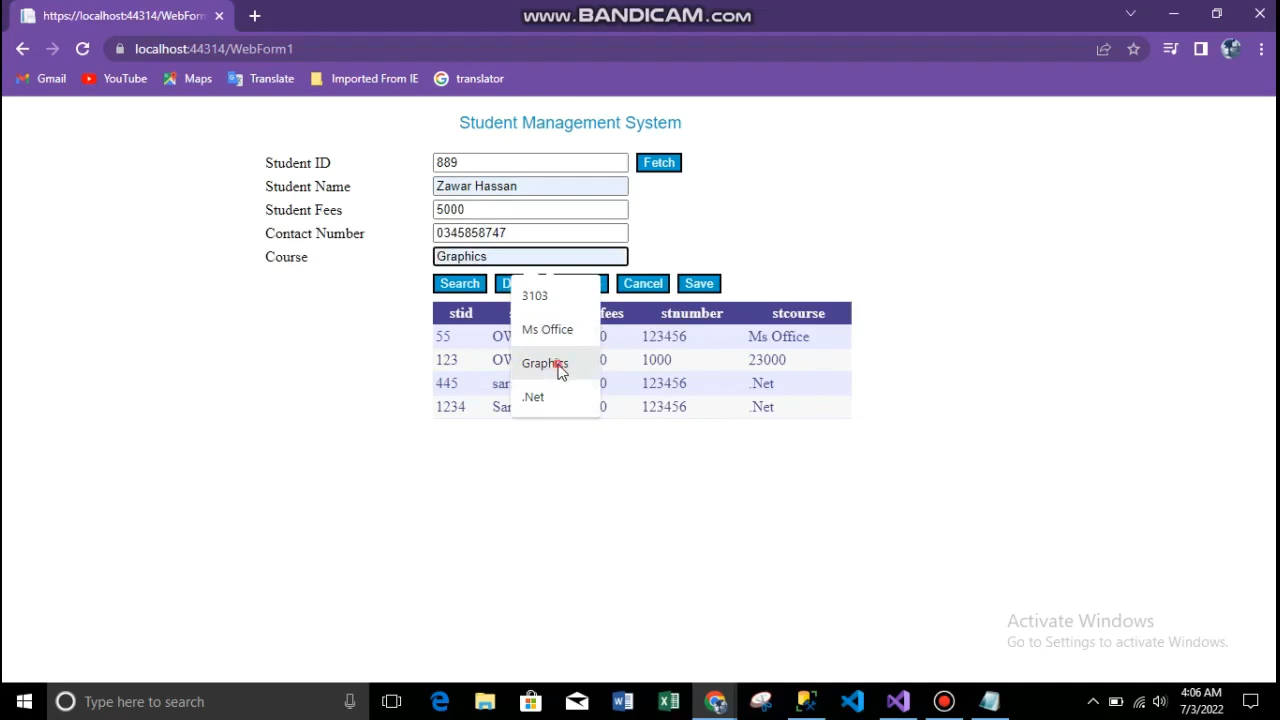 https://localhost:44314/WebForm
www.BANDICAM.com
localhost:44314/WebForm1
Gmail YouTube Maps Translate Imported From IE translator
Student Management System
Student ID 889 Fetch
Student Name Zawar Hassan
Student Fees 5000
Contact Number 0345858747
Course Graphics
Search D Cancel Save
3103
Ms Office
Graphics
.Net
stid s fees stnumber stcourse
55 OW 0 123456 Ms Office
123 OW 0 1000 23000
445 sar 0 123456 .Net
1234 Sar 0 123456 .Net
Activate Windows
Go to Settings to activate Windows.
Type here to search
4:06 AM
7/3/2022